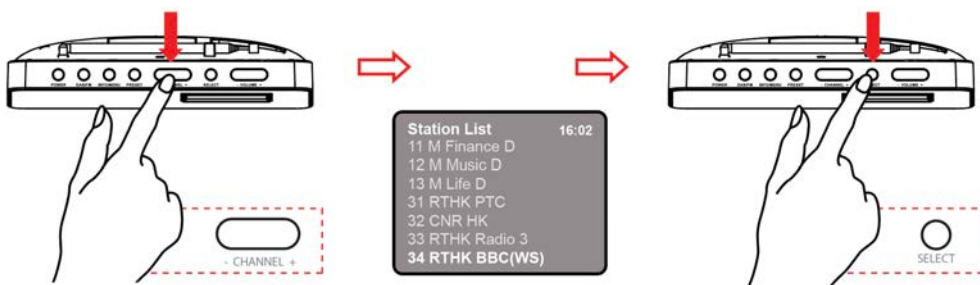 POWER DAB/FM INFO/MENU PRESET SELECT - VOLUME +
- CHANNEL +
Station List 16:02
11 M Finance D
12 M Music D
13 M Life D
31 RTHK PTC
32 CNR HK
33 RTHK Radio 3
34 RTHK BBC(WS)
POWER DAB/FM INFO/MENU PRESET - CHANNEL + - VOLUME +
SELECT